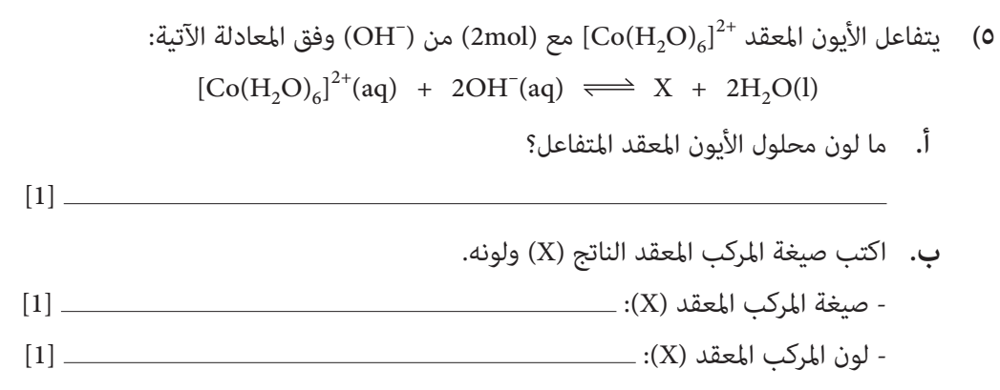 ٥) يتفاعل الأيون المعقد [Co(H₂O)₆]²⁺ مع (2mol) من (OH⁻) وفق المعادلة الآتية:
[Co(H₂O)₆]²⁺(aq) + 2OH⁻(aq) ⇌ X + 2H₂O(l)
أ. ما لون محلول الأيون المعقد المتفاعل؟
[1]
ب. اكتب صيغة المركب المعقد الناتج (X) ولونه.
- صيغة المركب المعقد (X): [1]
- لون المركب المعقد (X): [1]